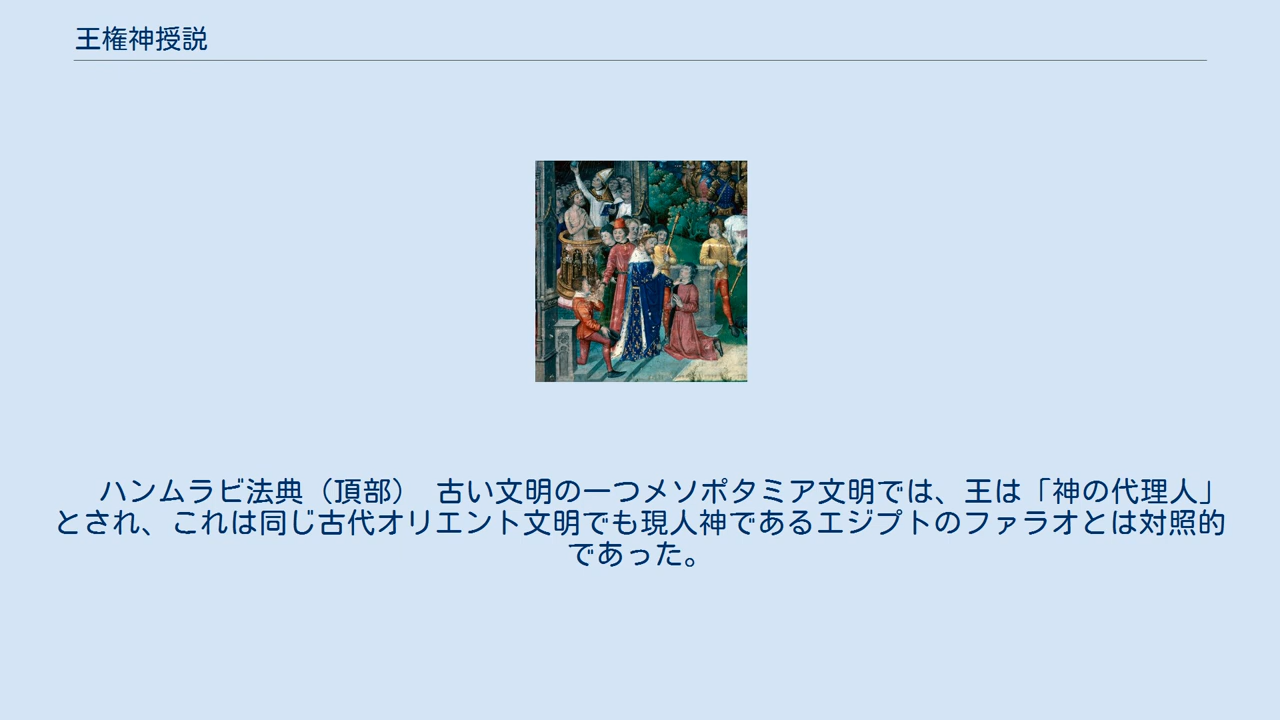 王権神授説
ハンムラビ法典（頂部）　古い文明の一つメソポタミア文明では、王は「神の代理人」
とされ、これは同じ古代オリエント文明でも現人神であるエジプトのファラオとは対照的
であった。